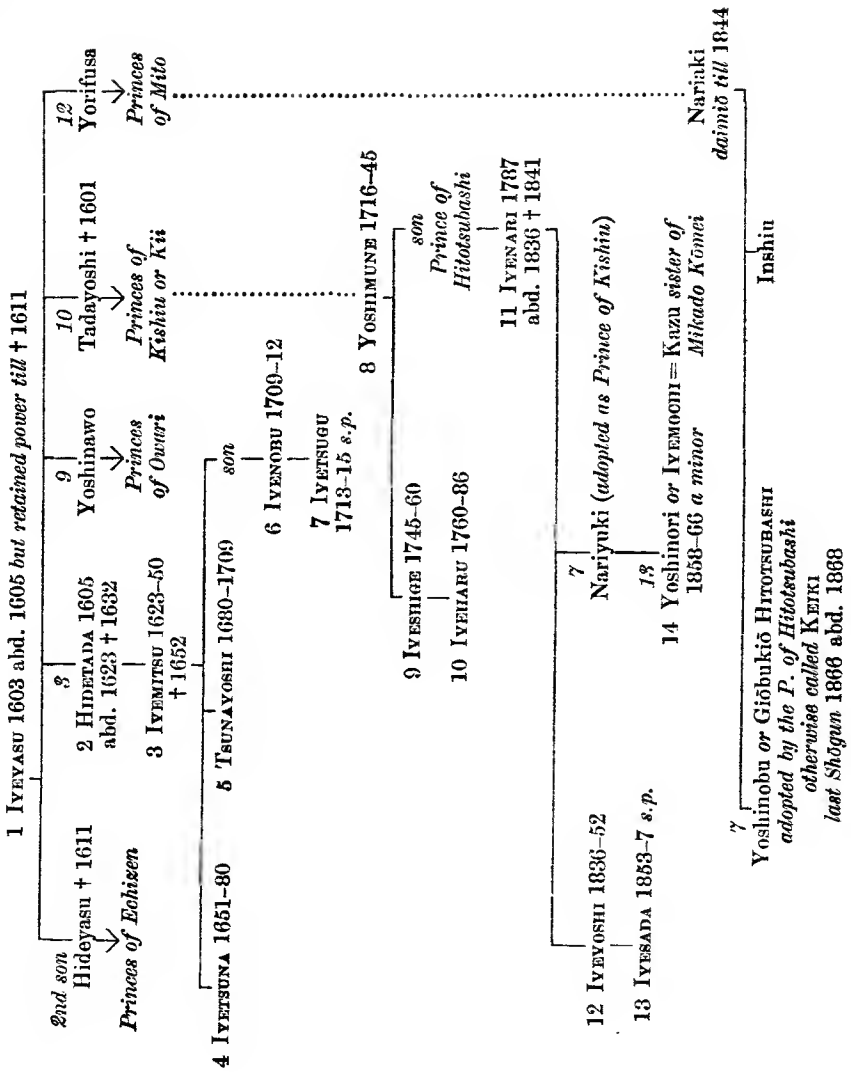 1 IYEYASU 1603 abd. 1605 but retained power till † 1611
2nd son
Hideyasu † 1611
Princes of Echizen
3
2 HIDETADA 1605
abd. 1623 † 1632
9
Yoshinawo
Princes
of Owari
10
Tadayoshi † 1601
Princes of
Kishiu or Kii
12
Yorifusa
Princes
of Mito
3 IYEMITSU 1623–50
† 1652
4 IYETSUNA 1651–80
5 TSUNAYOSHI 1680–1709
son
6 IYENOBU 1709–12
7 IYETSUGU
1713–15 s.p.
8 YOSHIMUNE 1716–45
9 IYESHIGE 1745–60
10 IYEHARU 1760–86
son
Prince of
Hitotsubashi
11 IYENARI 1787
abd. 1836 † 1841
12 IYEYOSHI 1836–52
13 IYESADA 1853–7 s.p.
7
Nariyuki (adopted as Prince of Kishiu)
13
14 Yoshinori or IYEMOCHI = Kazu sister of
1858–66 a minor
Mikado Kōmei
Nariaki
daimiō till 1844
7
Yoshinobu or Giōbukiō HITOTSUBASHI
adopted by the P. of Hitotsubashi
otherwise called KEIKI
last Shōgun 1866 abd. 1868
Inshiu